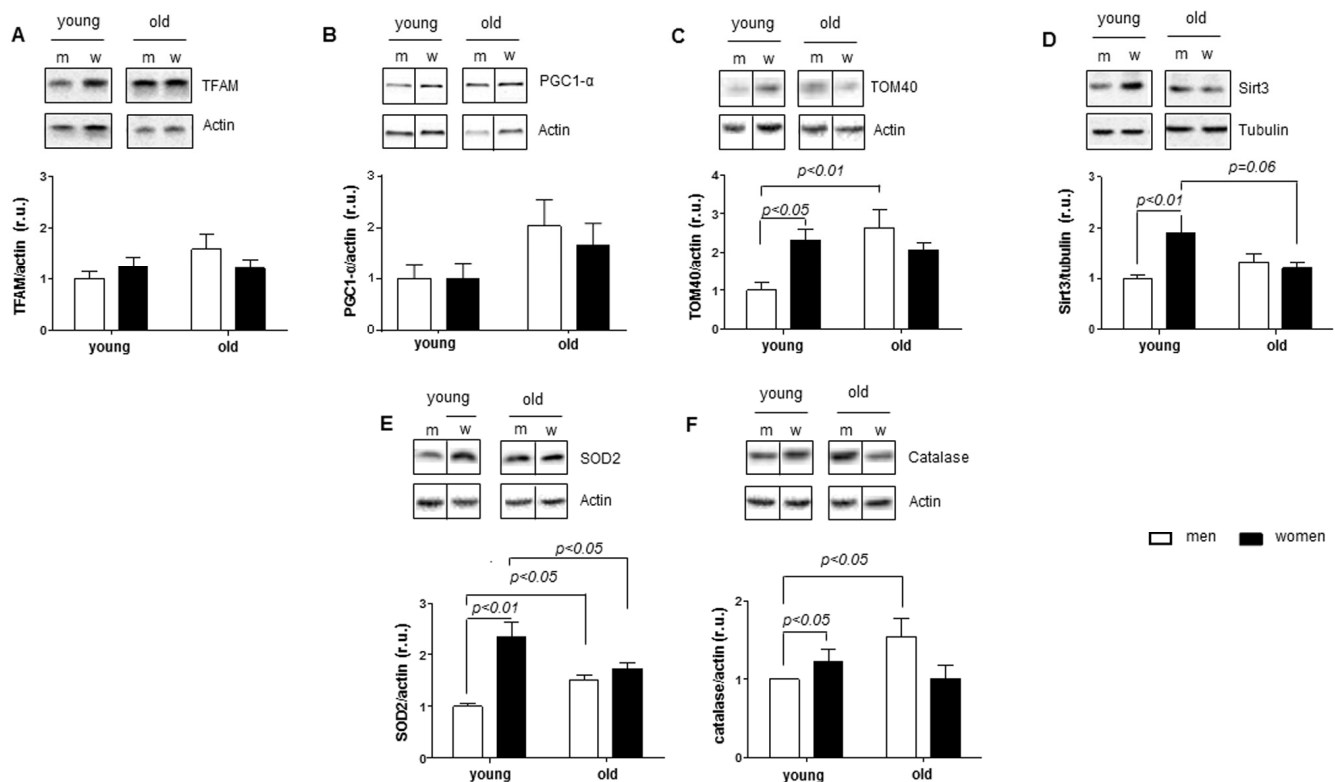 A
young old
m w m w
TFAM
Actin
TFAM/actin (r.u.)
3
2
1
0
young old
B
young old
m w m w
PGC1-α
Actin
PGC1-α/actin (r.u.)
3
2
1
0
young old
C
young old
m w m w
TOM40
Actin
p<0.01
p<0.05
TOM40/actin (r.u.)
4
3
2
1
0
young old
D
young old
m w m w
Sirt3
Tubulin
p=0.06
p<0.01
Sirt3/tubulin (r.u.)
3
2
1
0
young old
E
young old
m w m w
SOD2
Actin
p<0.05
p<0.05
p<0.01
SOD2/actin (r.u.)
3
2
1
0
young old
F
young old
m w m w
Catalase
Actin
p<0.05
p<0.05
catalase/actin (r.u.)
2
1
0
young old
men women